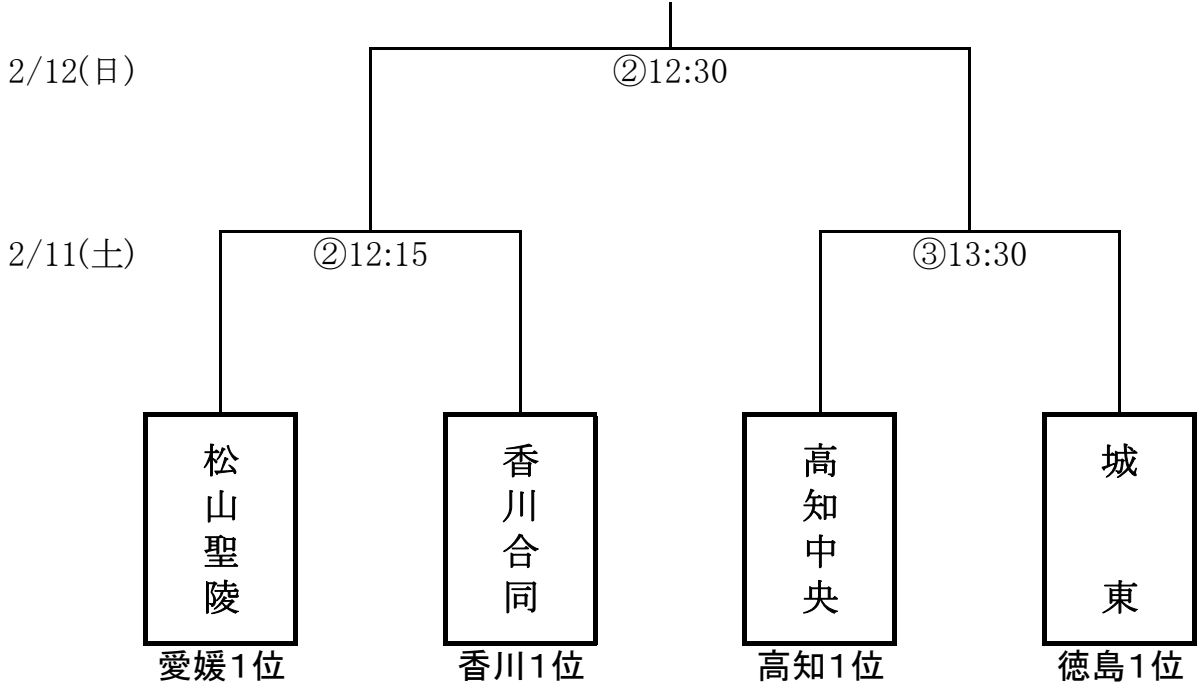 2/12(日)
②12:30
2/11(土)
②12:15
③13:30
松山聖陵
香川合同
高知中央
城東
愛媛1位
香川1位
高知1位
徳島1位